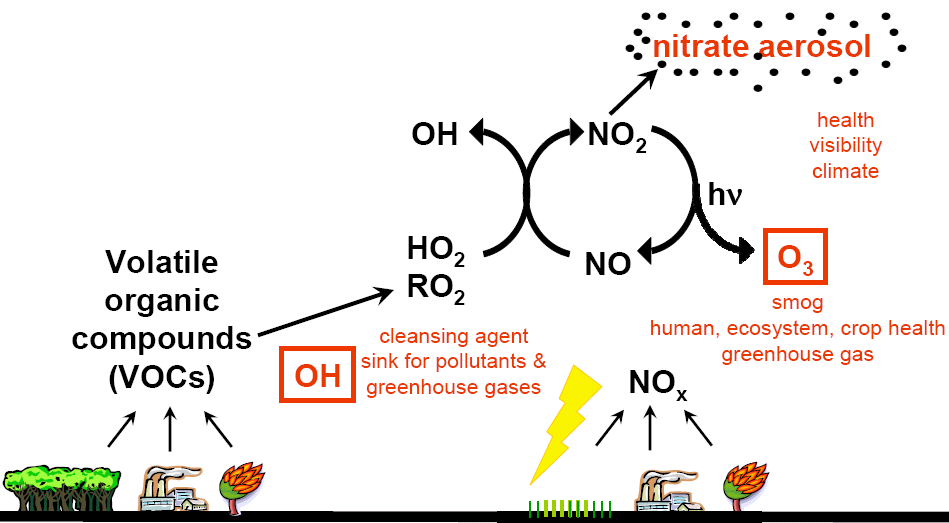 nitrate aerosol
health
visibility
climate
OH
NO₂
hν
HO₂
RO₂
NO
O₃
Volatile
organic
compounds
(VOCs)
smog
human, ecosystem, crop health
greenhouse gas
cleansing agent
sink for pollutants &
greenhouse gases
OH
NOₓ